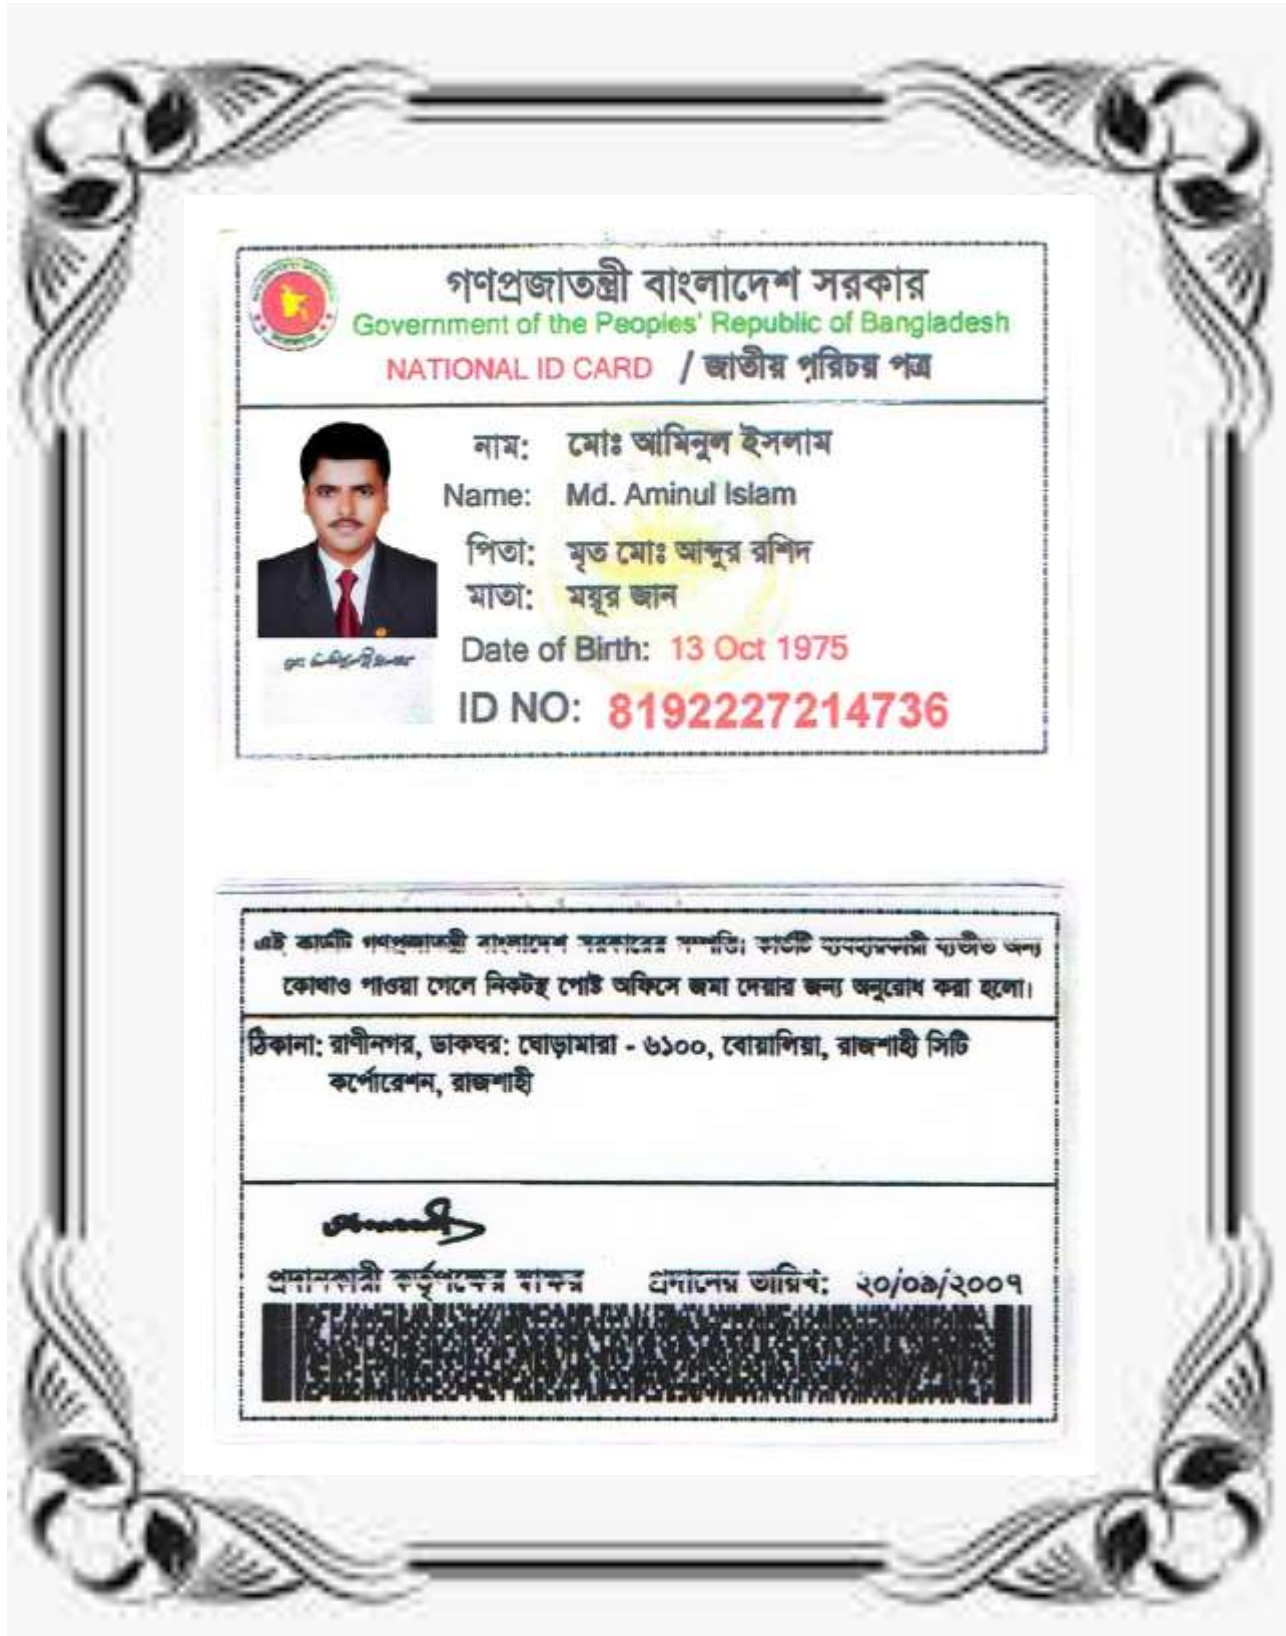 গণপ্রজাতন্ত্রী বাংলাদেশ সরকার
Government of the Peoples' Republic of Bangladesh
NATIONAL ID CARD / জাতীয় পরিচয় পত্র
নাম: মোঃ আমিনুল ইসলাম
Name: Md. Aminul Islam
পিতা: মৃত মোঃ আব্দুর রশিদ
মাতা: ময়ূর জান
Date of Birth: 13 Oct 1975
ID NO: 8192227214736
এই কার্ডটি গণপ্রজাতন্ত্রী বাংলাদেশ সরকারের সম্পত্তি। কার্ডটি ব্যবহারকারী ব্যতীত অন্য
কোথাও পাওয়া গেলে নিকটস্থ পোষ্ট অফিসে জমা দেয়ার জন্য অনুরোধ করা হলো।
ঠিকানা: রাণীনগর, ডাকঘর: ঘোড়ামারা - ৬১০০, বোয়ালিয়া, রাজশাহী সিটি
কর্পোরেশন, রাজশাহী
প্রদানকারী কর্তৃপক্ষের স্বাক্ষর প্রদানের তারিখ: ২০/০৯/২০০৭